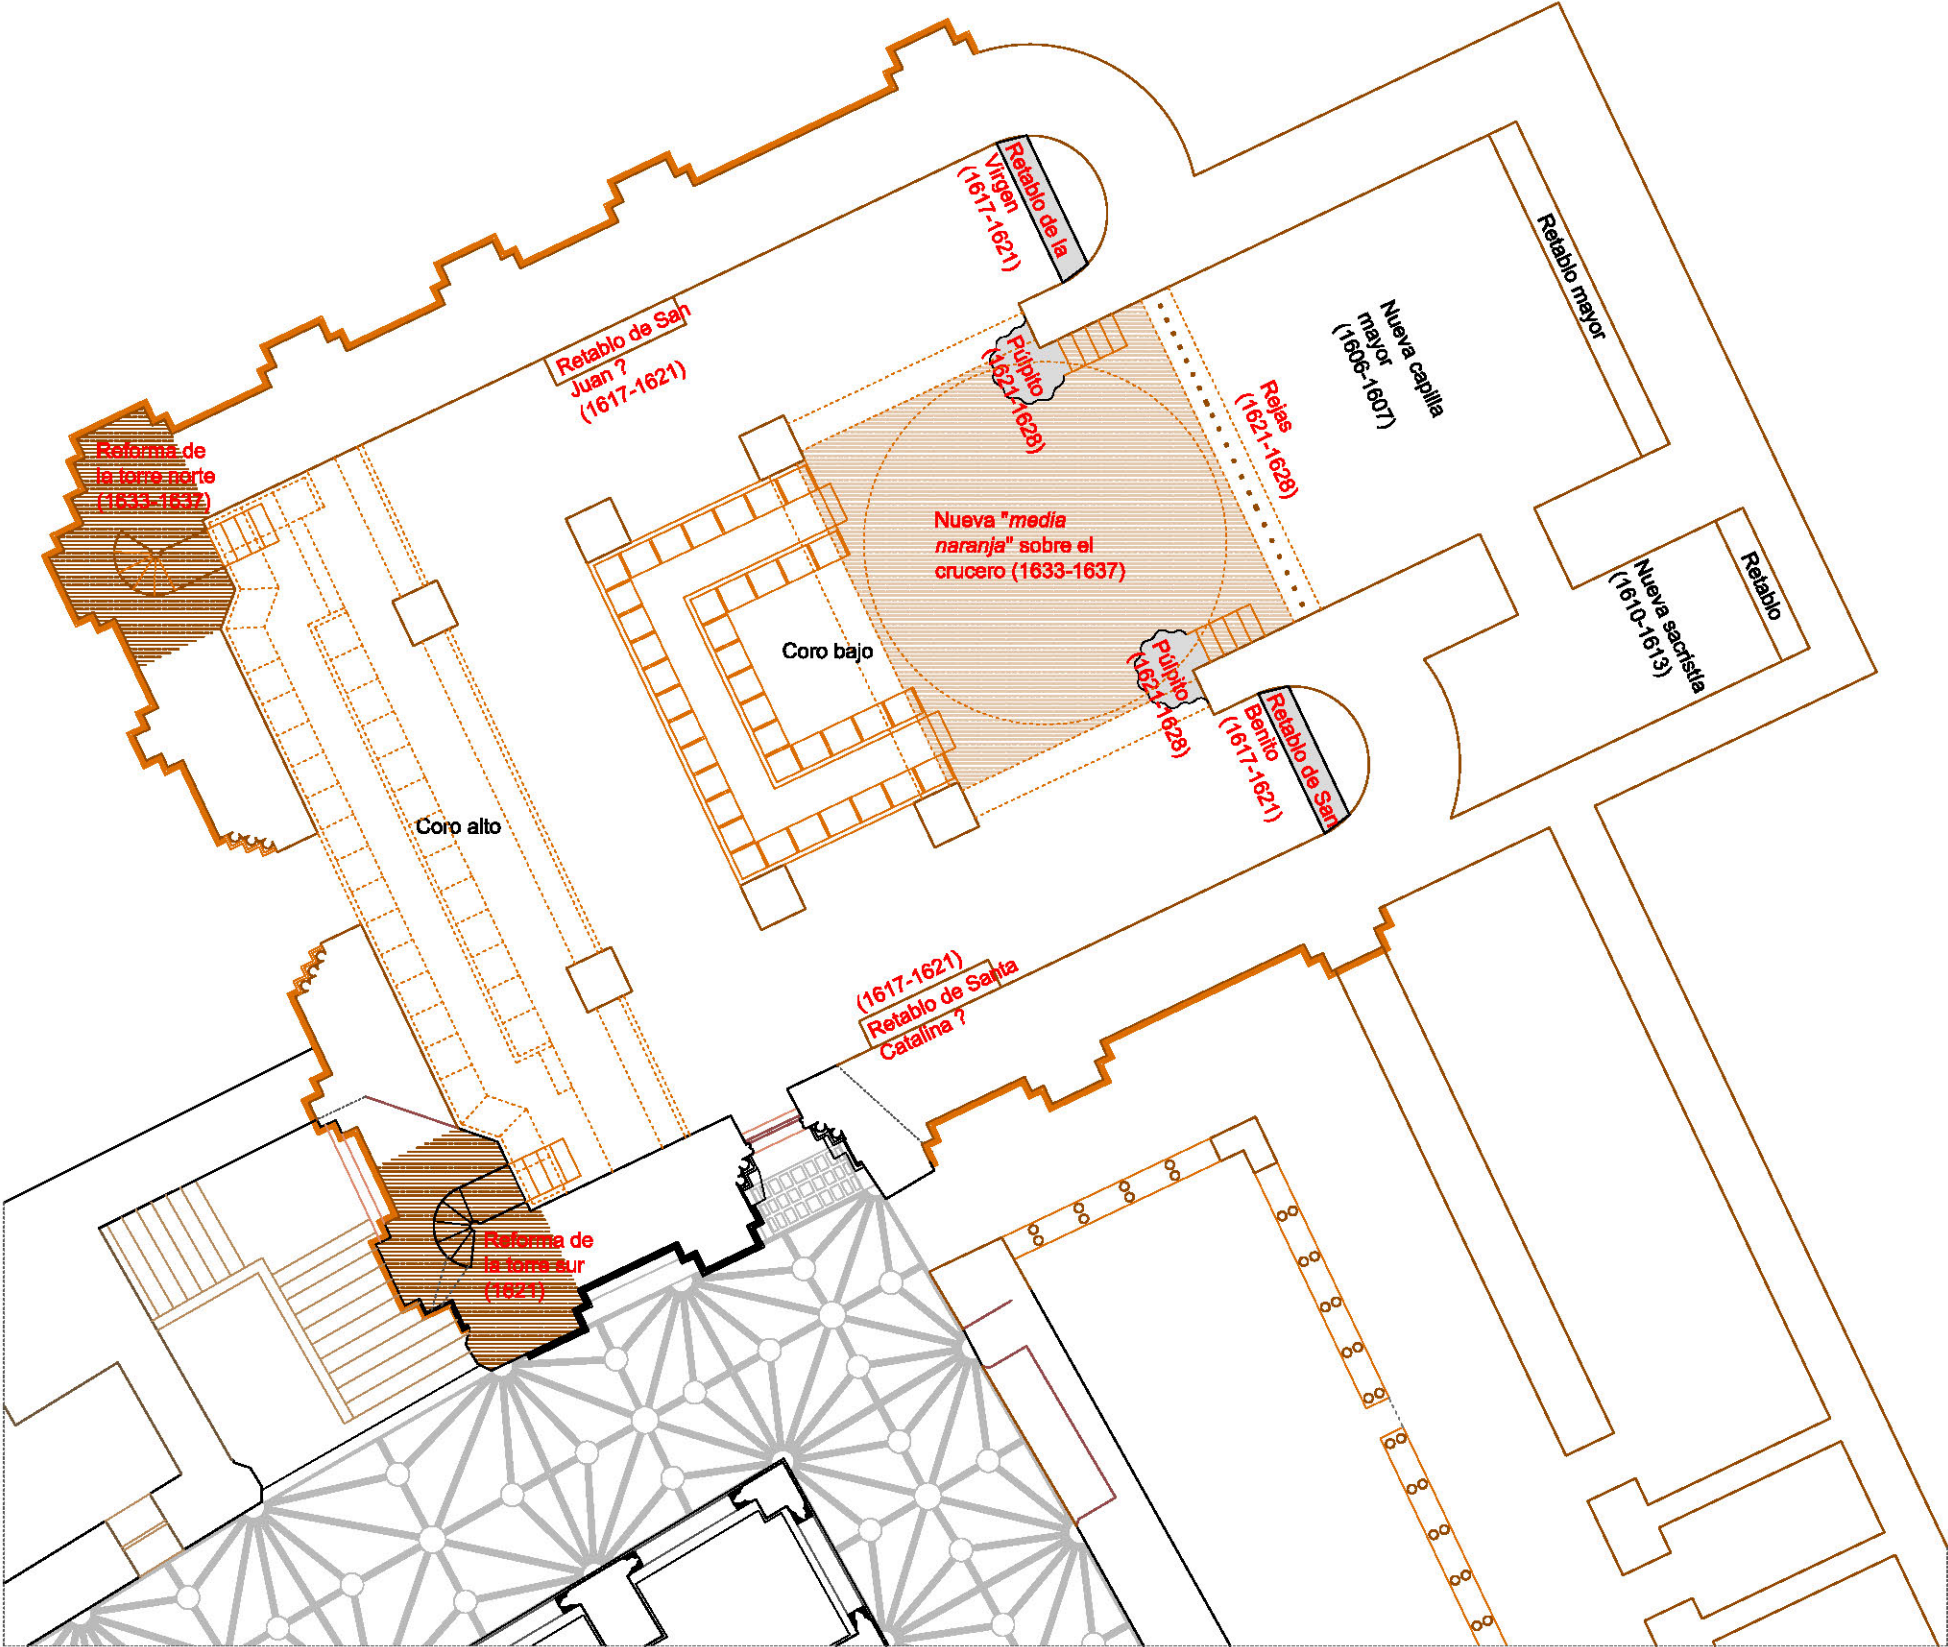 Retablo de la
Virgen
(1617-1621)
Retablo mayor
Nueva capilla
mayor
(1606-1607)
Retablo de San
Juan ?
(1617-1621)
Púlpito
(1621-1628)
Rejas
(1621-1628)
Reforma de
la torre norte
(1633-1637)
Nueva "media
naranja" sobre el
crucero (1633-1637)
Retablo
Nueva sacristía
(1610-1613)
Coro bajo
Púlpito
(1621-1628)
Retablo de San
Benito
(1617-1621)
Coro alto
(1617-1621)
Retablo de Santa
Catalina ?
Reforma de
la torre sur
(1621)